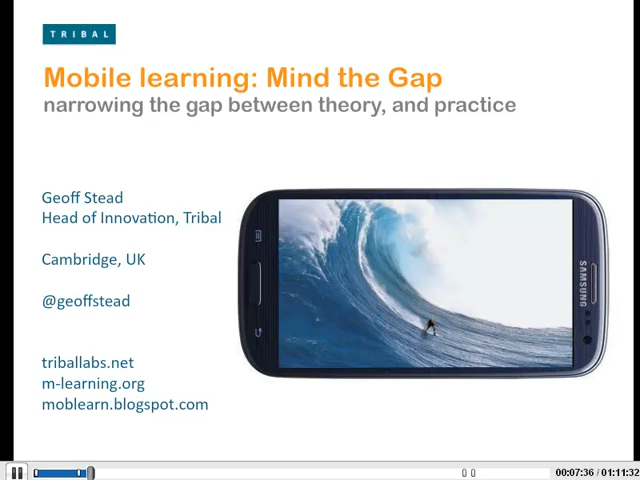 TRIBAL
Mobile learning: Mind the Gap
narrowing the gap between theory, and practice
Geoff Stead
Head of Innovation, Tribal
Cambridge, UK
@geoffstead
SAMSUNG
triballabs.net
m-learning.org
moblearn.blogspot.com
00:07:36 / 01:11:32